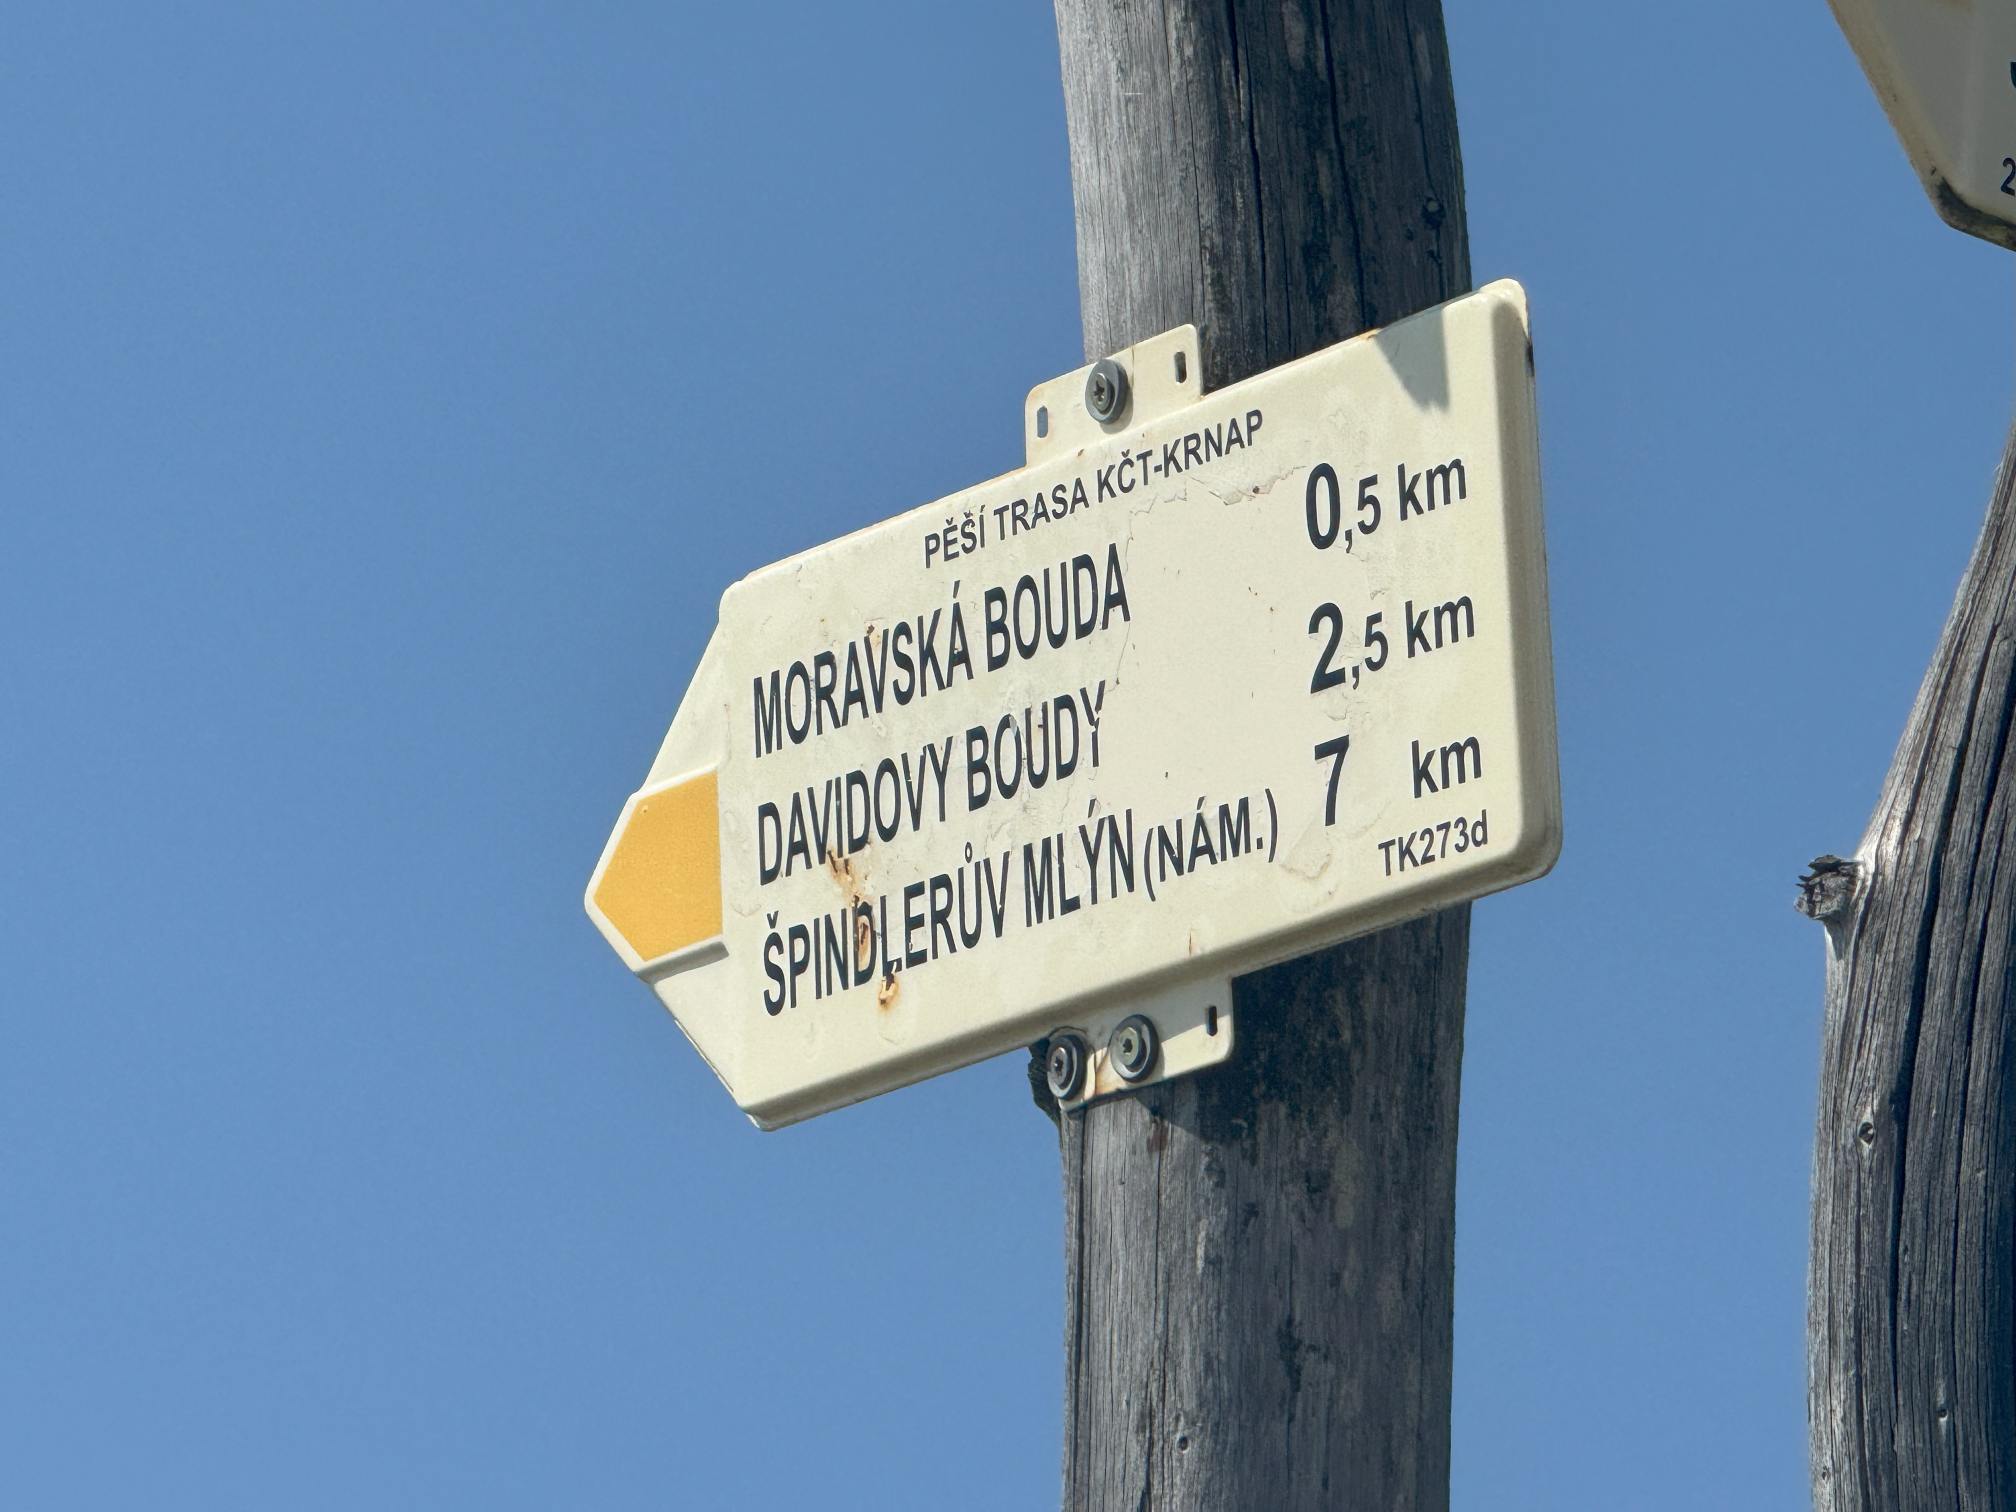 PĚŠÍ TRASA KČT-KRNAP
MORAVSKÁ BOUDA 0,5 km
DAVIDOVY BOUDY 2,5 km
ŠPINDLERŮV MLÝN (NÁM.) 7 km
TK273d